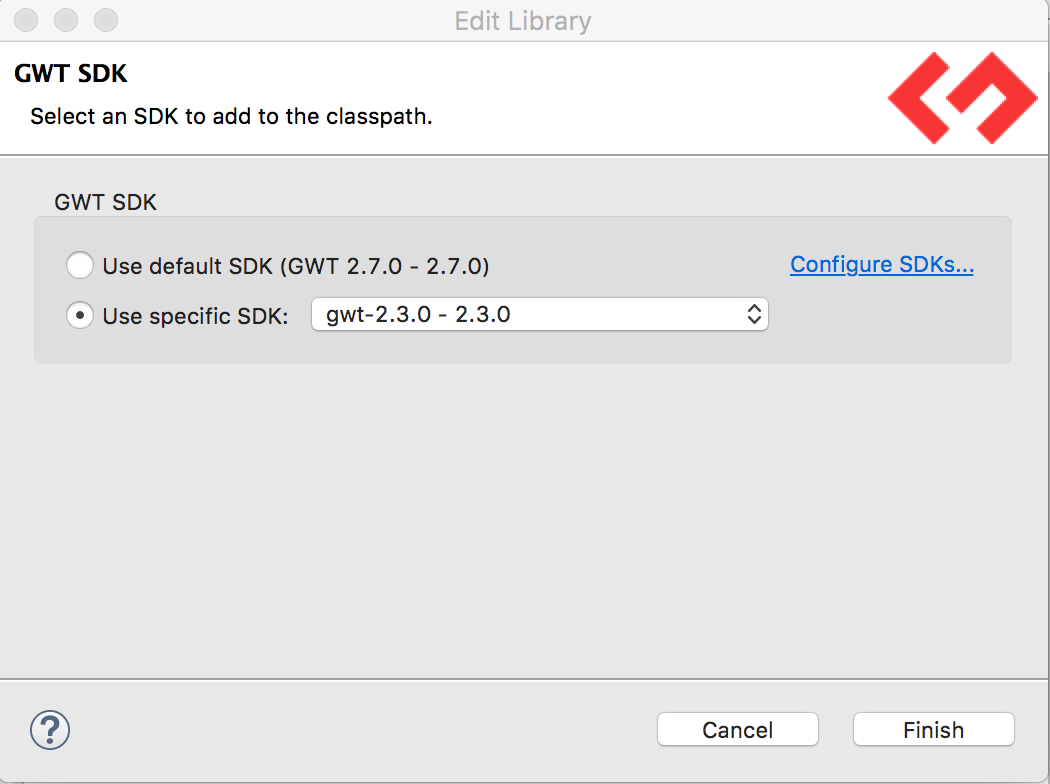 Edit Library
GWT SDK
Select an SDK to add to the classpath.
GWT SDK
Use default SDK (GWT 2.7.0 - 2.7.0)
Configure SDKs...
Use specific SDK:
gwt-2.3.0 - 2.3.0
?
Cancel
Finish